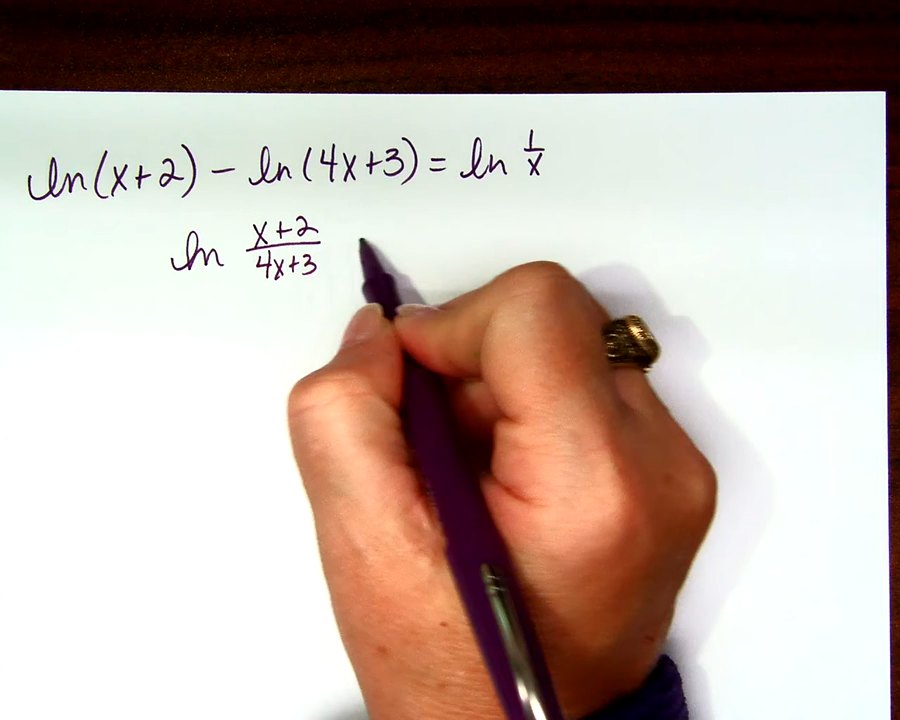 ln(x+2) - ln(4x+3) = ln 1/x
ln (x+2)/(4x+3)